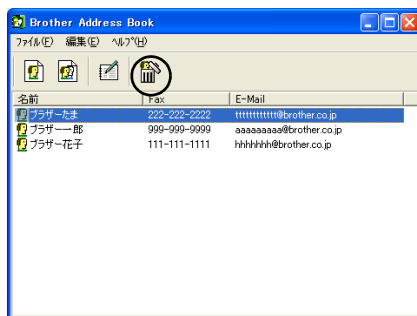 Brother Address Book
ファイル(F) 編集(E) ヘルプ(H)
名前 Fax E-Mail
ブラザーたま 222-222-2222 tttttttttttt@brother.co.jp
ブラザー一郎 999-999-9999 aaaaaaaaa@brother.co.jp
ブラザー花子 111-111-1111 hhhhhhh@brother.co.jp